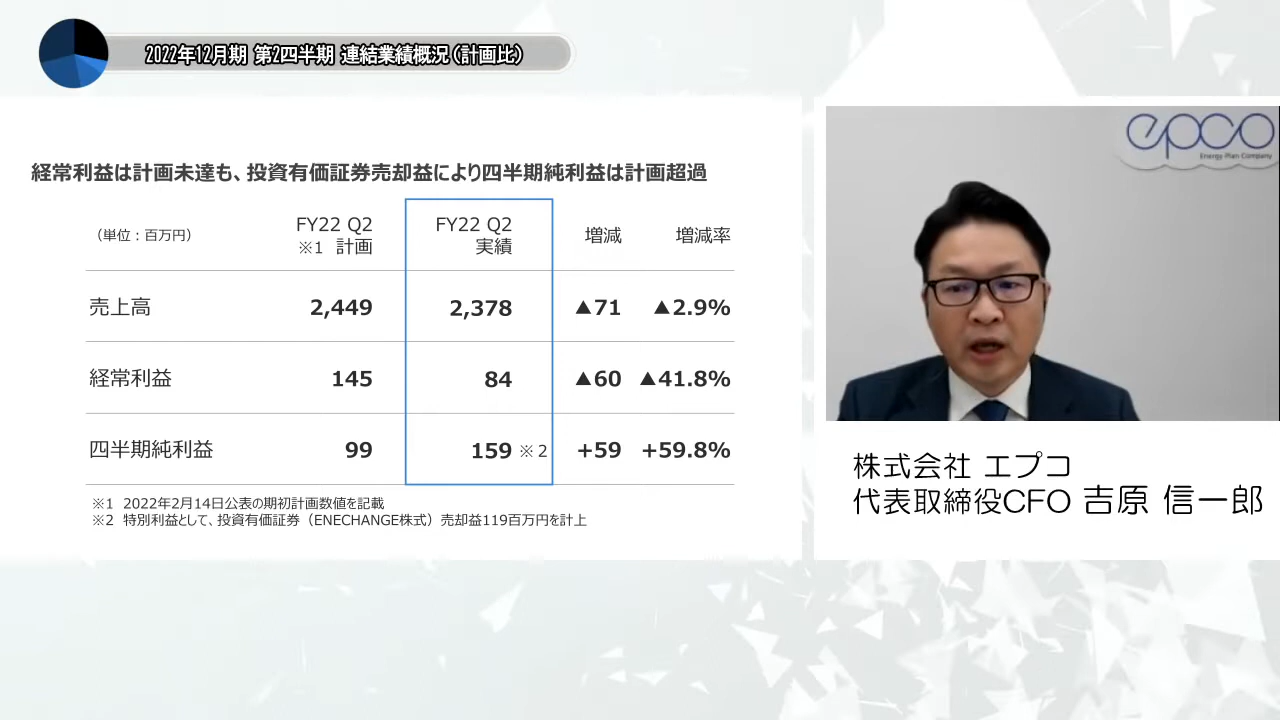 2022年12月期 第2四半期 連結業績概況（計画比）
経常利益は計画未達も、投資有価証券売却益により四半期純利益は計画超過
（単位：百万円） FY22 Q2 ※1 計画 FY22 Q2 実績 増減 増減率
売上高 2,449 2,378 ▲71 ▲2.9%
経常利益 145 84 ▲60 ▲41.8%
四半期純利益 99 159 ※2 +59 +59.8%
※1 2022年2月14日公表の期初計画数値を記載
※2 特別利益として、投資有価証券（ENECHANGE株式）売却益119百万円を計上
epco
Energy Plan Company
株式会社 エプコ
代表取締役CFO 吉原 信一郎